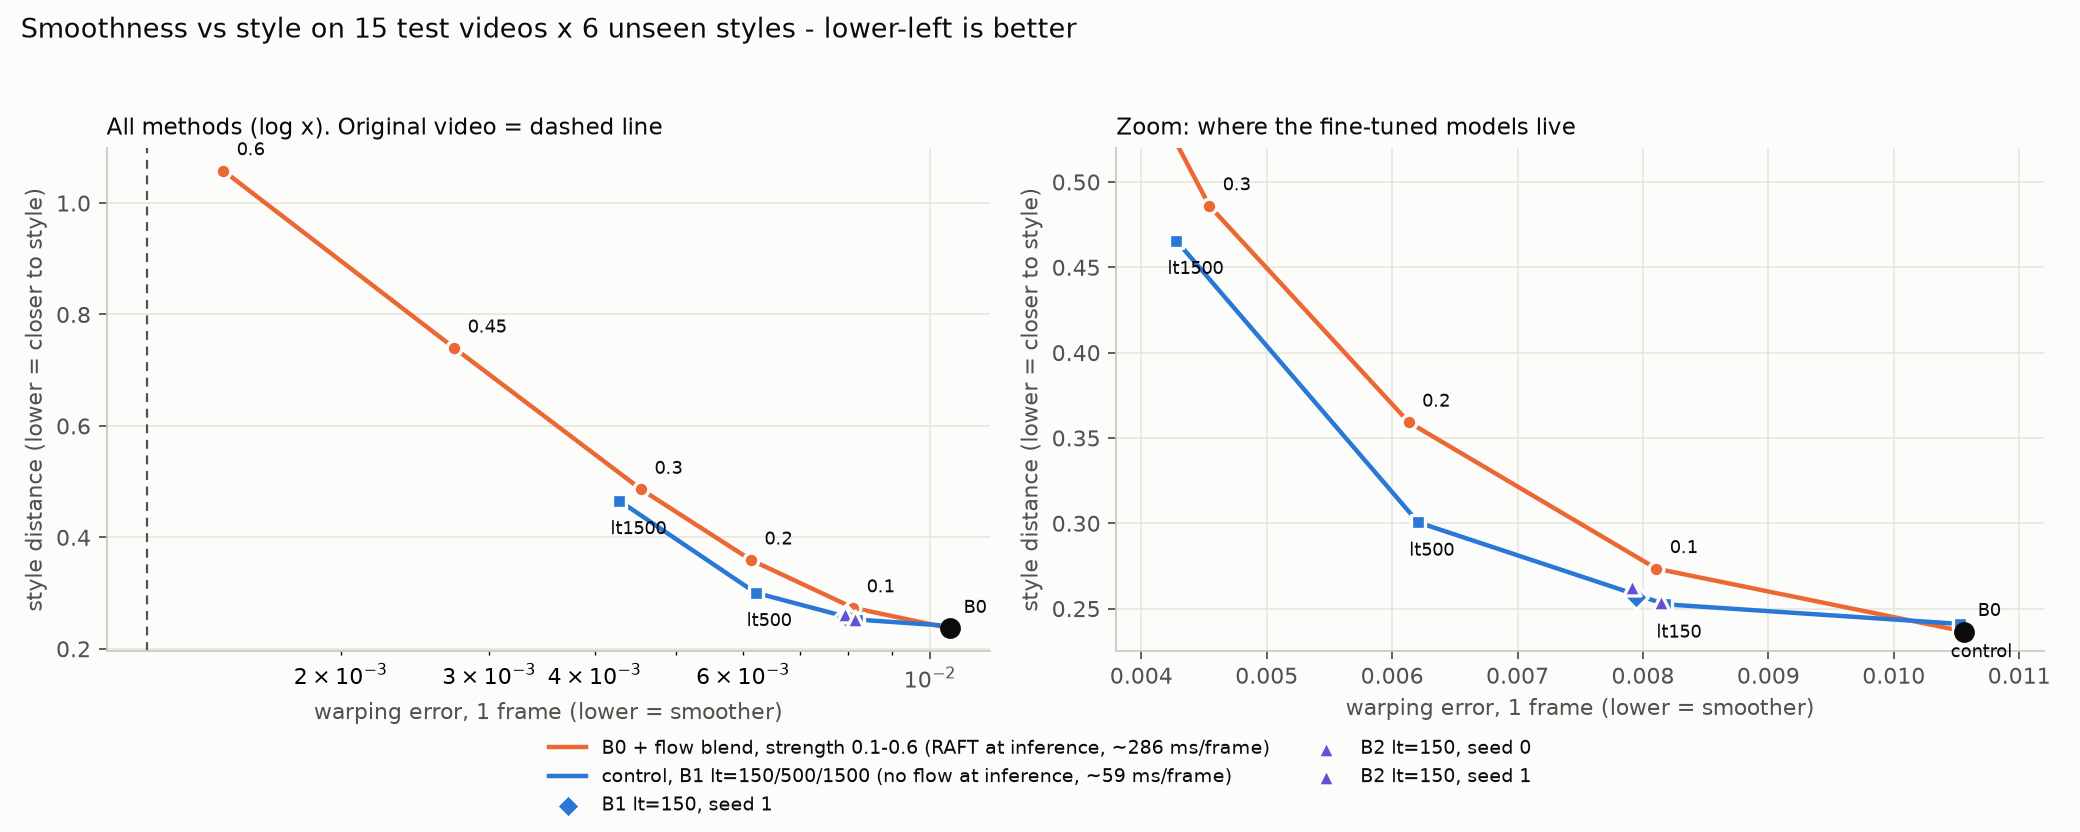 Smoothness vs style on 15 test videos x 6 unseen styles - lower-left is better
All methods (log x). Original video = dashed line
style distance (lower = closer to style)
1.0
0.8
0.6
0.4
0.2
0.6
0.45
0.3
lt1500
0.2
0.1
lt500
B0
2 × 10⁻³
3 × 10⁻³
4 × 10⁻³
6 × 10⁻³
10⁻²
warping error, 1 frame (lower = smoother)
Zoom: where the fine-tuned models live
style distance (lower = closer to style)
0.50
0.45
0.40
0.35
0.30
0.25
0.3
lt1500
0.2
lt500
0.1
lt150
B0
control
0.004
0.005
0.006
0.007
0.008
0.009
0.010
0.011
warping error, 1 frame (lower = smoother)
B0 + flow blend, strength 0.1-0.6 (RAFT at inference, ~286 ms/frame)
control, B1 lt=150/500/1500 (no flow at inference, ~59 ms/frame)
B1 lt=150, seed 1
B2 lt=150, seed 0
B2 lt=150, seed 1